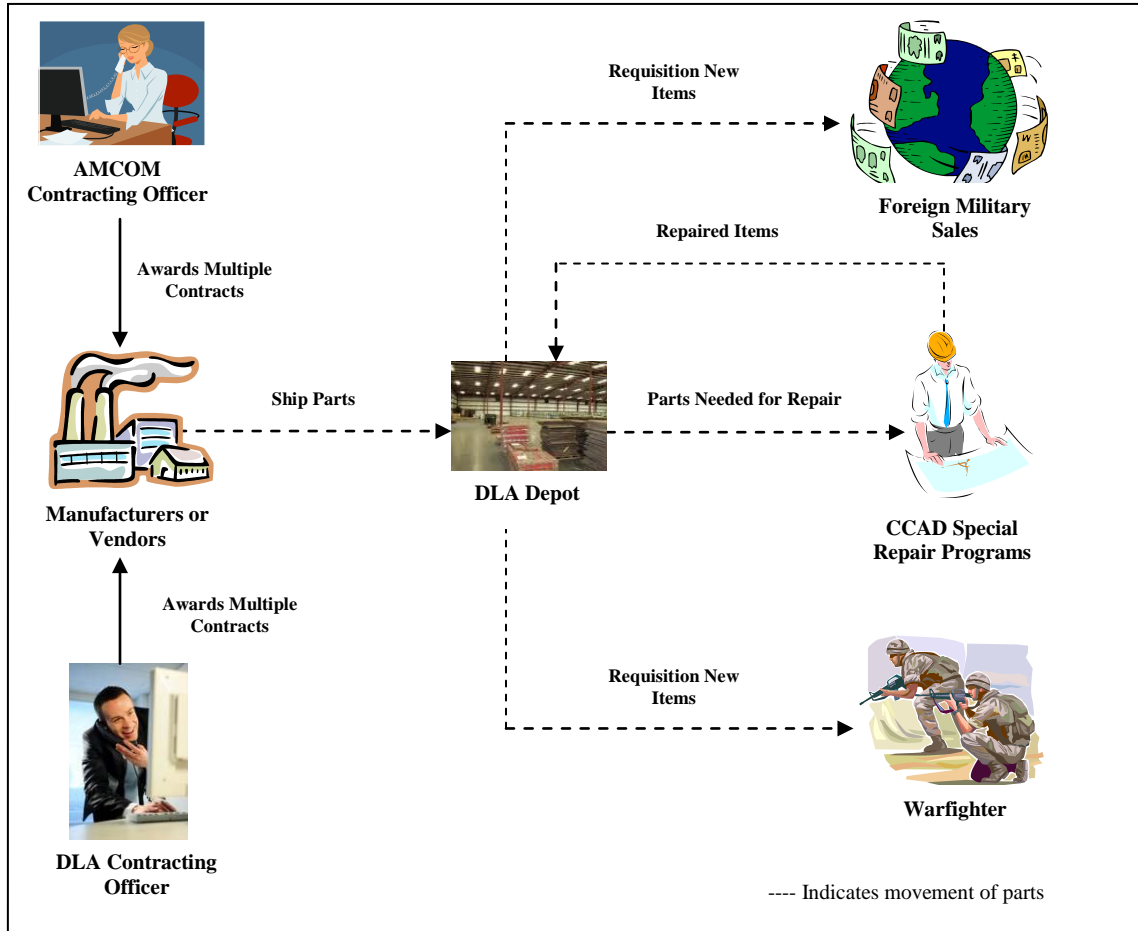 AMCOM
Contracting Officer
Awards Multiple
Contracts
Manufacturers or
Vendors
Awards Multiple
Contracts
DLA Contracting
Officer
Ship Parts
DLA Depot
Requisition New
Items
Foreign Military
Sales
Repaired Items
Parts Needed for Repair
CCAD Special
Repair Programs
Requisition New
Items
Warfighter
---- Indicates movement of parts